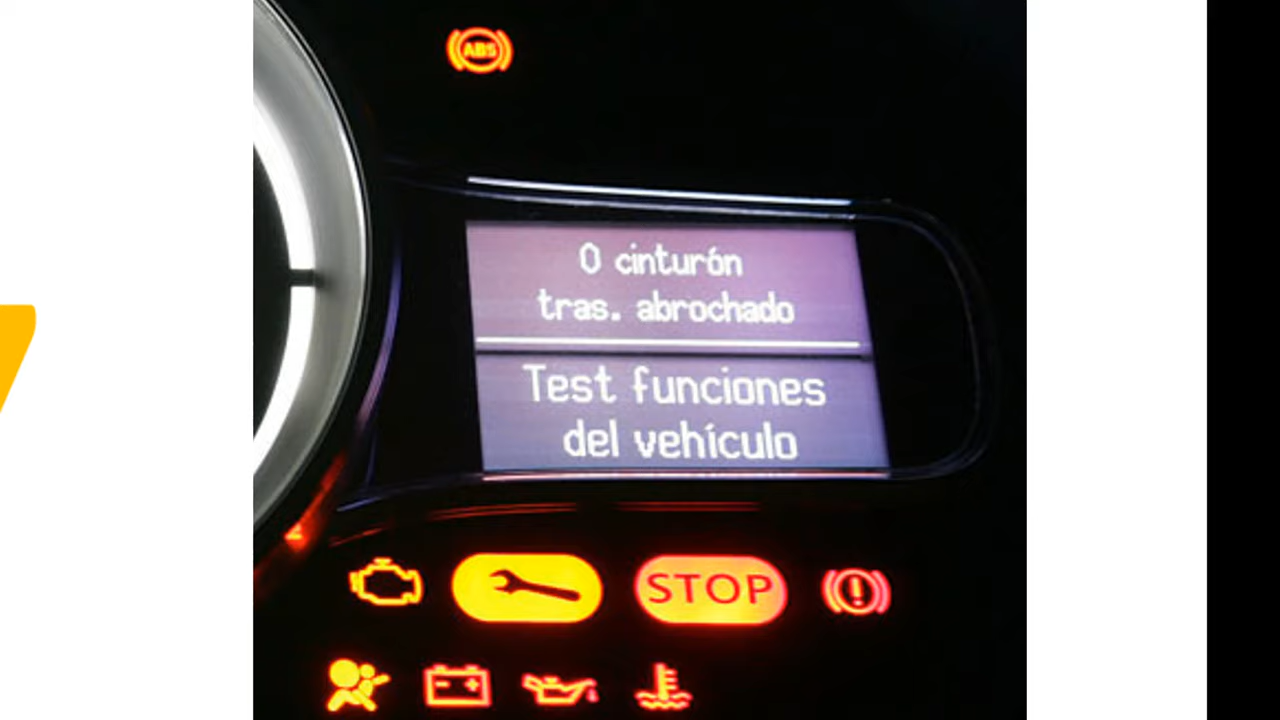 ABS
0 cinturón
tras. abrochado
Test funciones
del vehículo
STOP